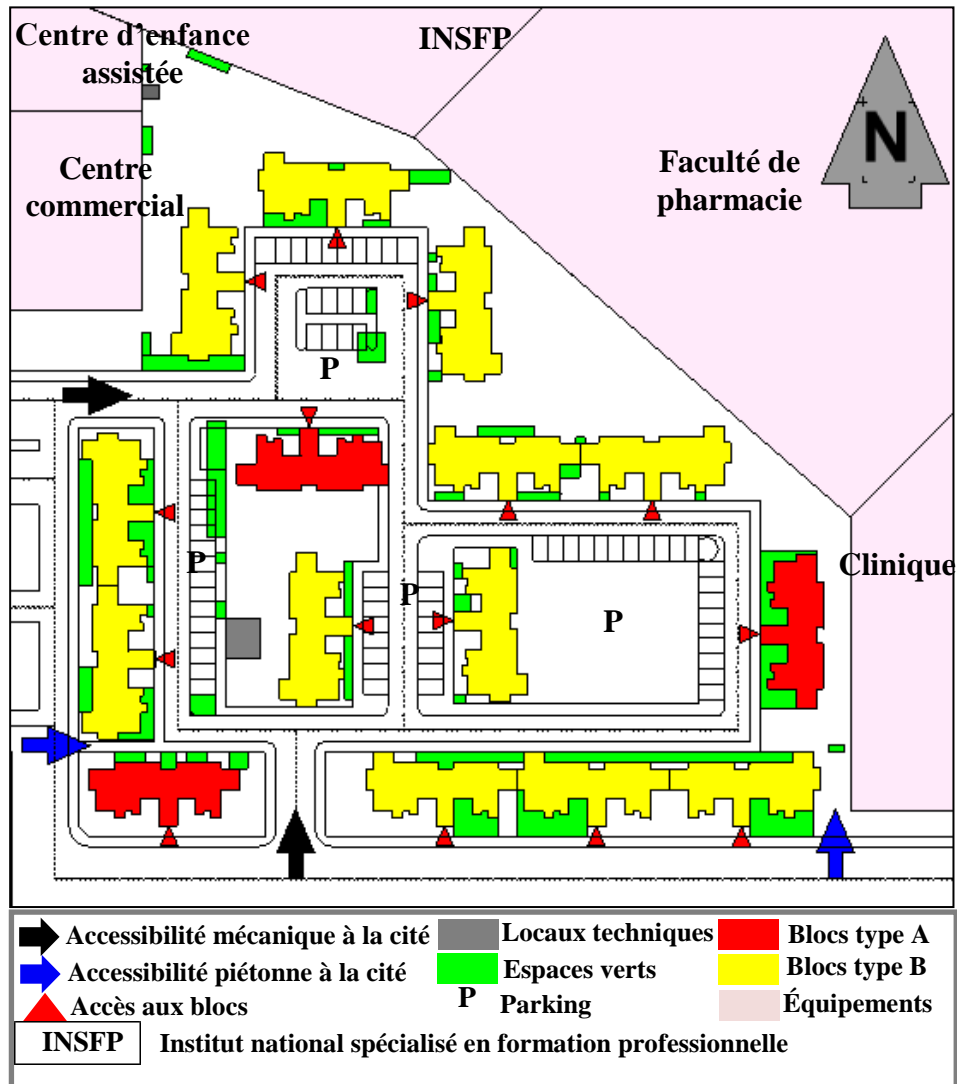 Centre d'enfance
assistée
INSFP
N
Centre
commercial
Faculté de
pharmacie
P
P
P
P
Clinique
Accessibilité mécanique à la cité
Locaux techniques
Blocs type A
Accessibilité piétonne à la cité
Espaces verts
Blocs type B
Accès aux blocs
P
Parking
Équipements
INSFP
Institut national spécialisé en formation professionnelle